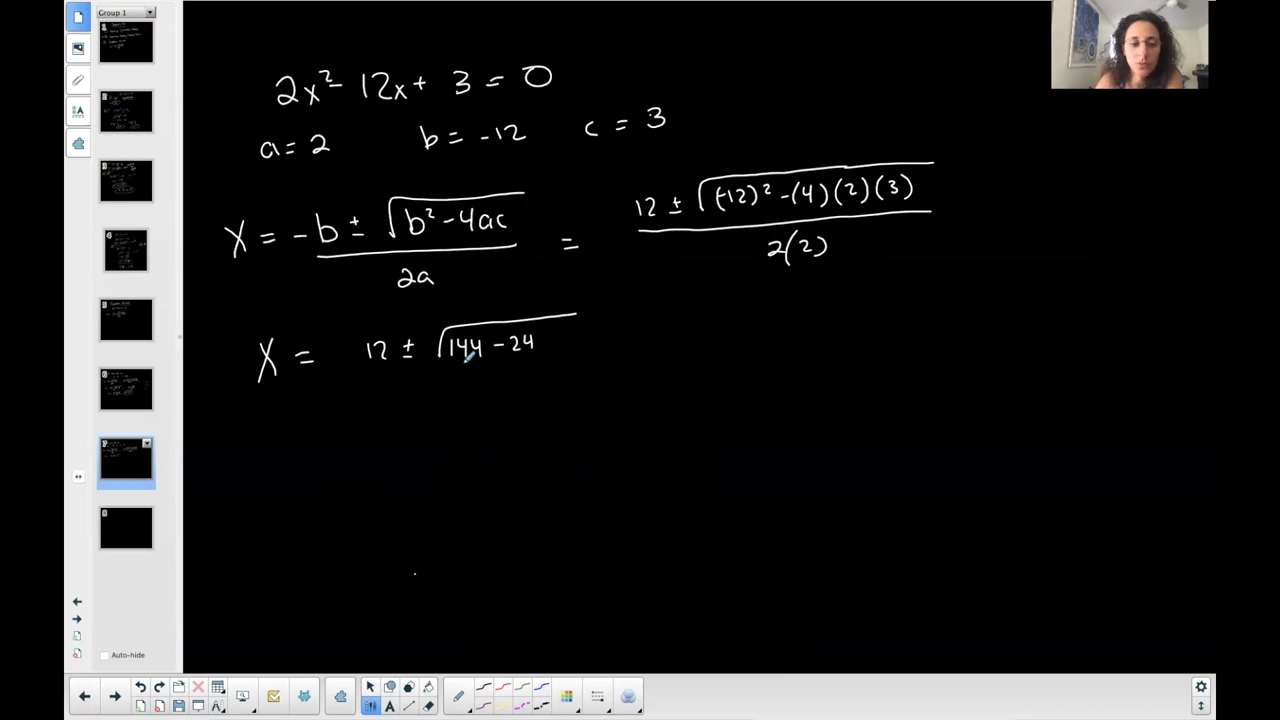 Group 1
2x² - 12x + 3 = 0
a = 2 b = -12 c = 3
X = -b ± √(b² - 4ac) / 2a = 12 ± √((-12)² - (4)(2)(3)) / 2(2)
X = 12 ± √(144 - 24
Auto-hide